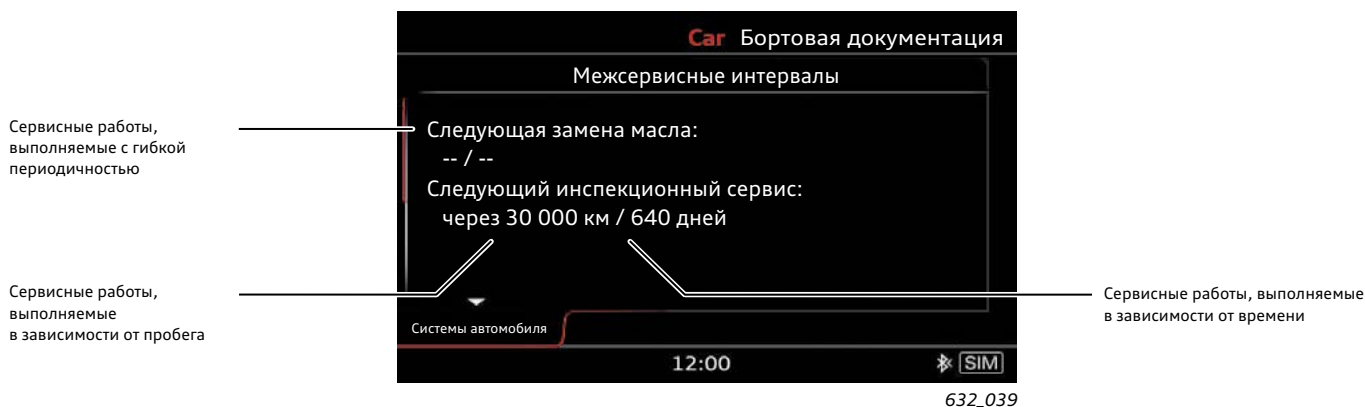 Car Бортовая документация
Межсервисные интервалы
Сервисные работы,
выполняемые с гибкой
периодичностью
Следующая замена масла:
-- / --
Следующий инспекционный сервис:
через 30 000 км / 640 дней
Сервисные работы,
выполняемые
в зависимости от пробега
Сервисные работы, выполняемые
в зависимости от времени
Системы автомобиля
12:00
SIM
632_039